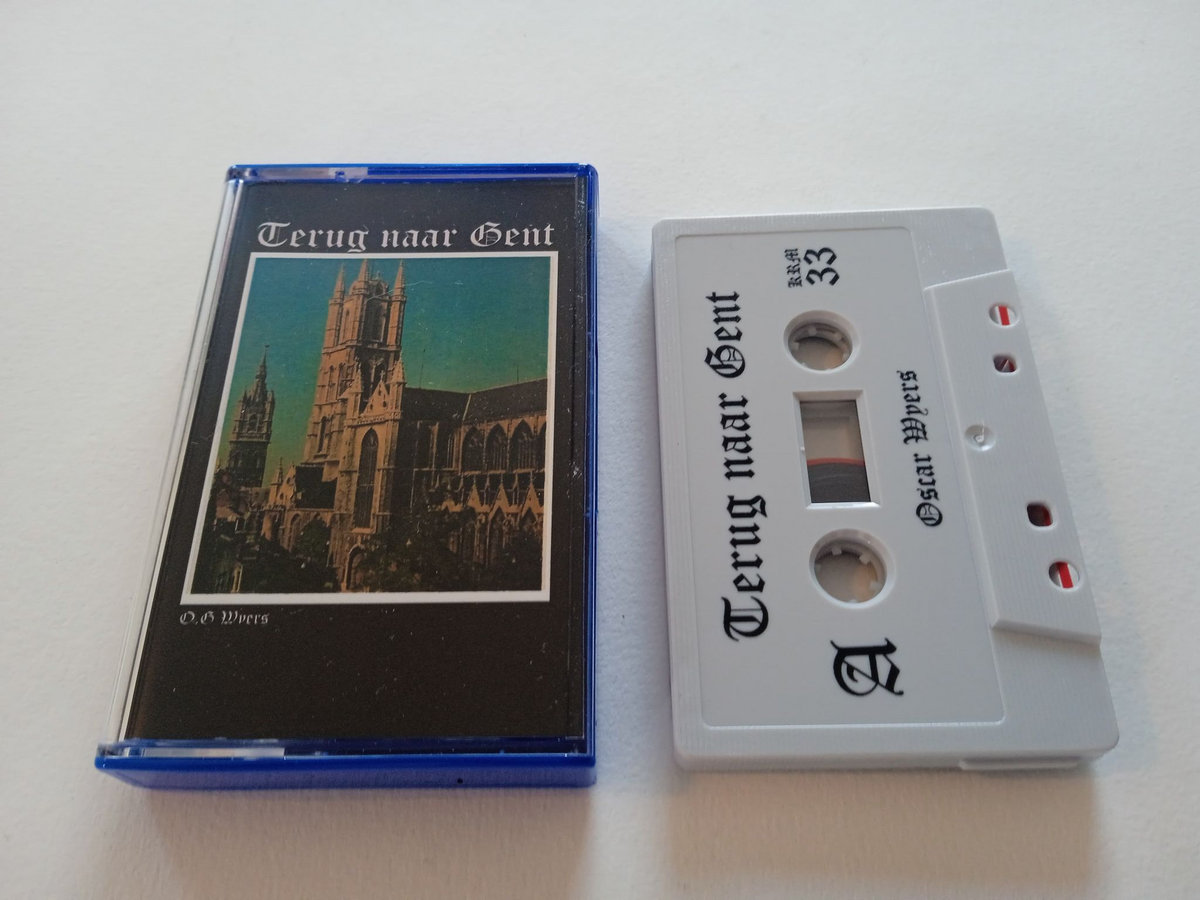 Terug naar Gent
O.G Wyers
Terug naar Gent
KRM
33
Oscar Wyers
A